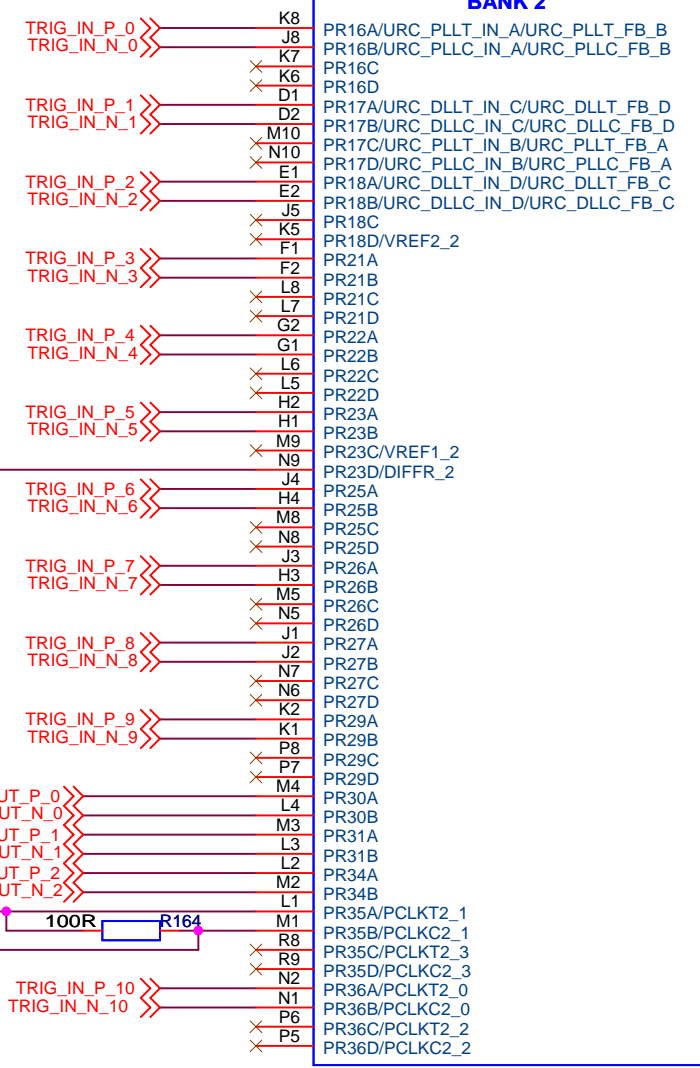 BANK 2
TRIG_IN_P_0 K8 PR16A/URC_PLLT_IN_A/URC_PLLT_FB_B
TRIG_IN_N_0 J8 PR16B/URC_PLLC_IN_A/URC_PLLC_FB_B
K7 PR16C
K6 PR16D
TRIG_IN_P_1 D1 PR17A/URC_DLLT_IN_C/URC_DLLT_FB_D
TRIG_IN_N_1 D2 PR17B/URC_DLLC_IN_C/URC_DLLC_FB_D
M10 PR17C/URC_PLLT_IN_B/URC_PLLT_FB_A
N10 PR17D/URC_PLLC_IN_B/URC_PLLC_FB_A
TRIG_IN_P_2 E1 PR18A/URC_DLLT_IN_D/URC_DLLT_FB_C
TRIG_IN_N_2 E2 PR18B/URC_DLLC_IN_D/URC_DLLC_FB_C
J5 PR18C
K5 PR18D/VREF2_2
TRIG_IN_P_3 F1 PR21A
TRIG_IN_N_3 F2 PR21B
L8 PR21C
L7 PR21D
TRIG_IN_P_4 G2 PR22A
TRIG_IN_N_4 G1 PR22B
L6 PR22C
L5 PR22D
TRIG_IN_P_5 H2 PR23A
TRIG_IN_N_5 H1 PR23B
M9 PR23C/VREF1_2
N9 PR23D/DIFFR_2
TRIG_IN_P_6 J4 PR25A
TRIG_IN_N_6 H4 PR25B
M8 PR25C
N8 PR25D
TRIG_IN_P_7 J3 PR26A
TRIG_IN_N_7 H3 PR26B
M5 PR26C
N5 PR26D
TRIG_IN_P_8 J1 PR27A
TRIG_IN_N_8 J2 PR27B
N7 PR27C
N6 PR27D
TRIG_IN_P_9 K2 PR29A
TRIG_IN_N_9 K1 PR29B
P8 PR29C
P7 PR29D
UT_P_0 M4 PR30A
UT_N_0 L4 PR30B
UT_P_1 M3 PR31A
UT_N_1 L3 PR31B
UT_P_2 L2 PR34A
UT_N_2 M2 PR34B
L1 PR35A/PCLKT2_1
100R R164 M1 PR35B/PCLKC2_1
R8 PR35C/PCLKT2_3
R9 PR35D/PCLKC2_3
TRIG_IN_P_10 N2 PR36A/PCLKT2_0
TRIG_IN_N_10 N1 PR36B/PCLKC2_0
P6 PR36C/PCLKT2_2
P5 PR36D/PCLKC2_2